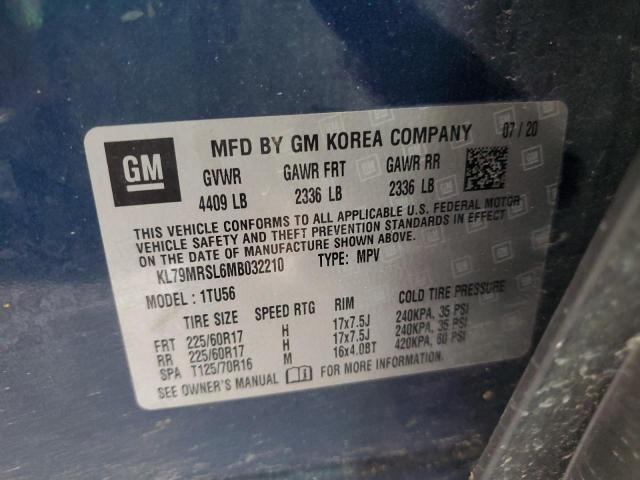 GM
MFD BY GM KOREA COMPANY 07/20
GVWR GAWR FRT GAWR RR
4409 LB 2336 LB 2336 LB
THIS VEHICLE CONFORMS TO ALL APPLICABLE U.S. FEDERAL MOTOR
VEHICLE SAFETY AND THEFT PREVENTION STANDARDS IN EFFECT
ON THE DATE OF MANUFACTURE SHOWN ABOVE.
KL79MRSL6MB032210 TYPE: MPV
MODEL: 1TU56
TIRE SIZE SPEED RTG RIM COLD TIRE PRESSURE
FRT 225/60R17 H 17x7.5J 240KPA, 35 PSI
RR 225/60R17 H 17x7.5J 240KPA, 35 PSI
SPA T125/70R16 M 16x4.0BT 420KPA, 60 PSI
SEE OWNER'S MANUAL FOR MORE INFORMATION.